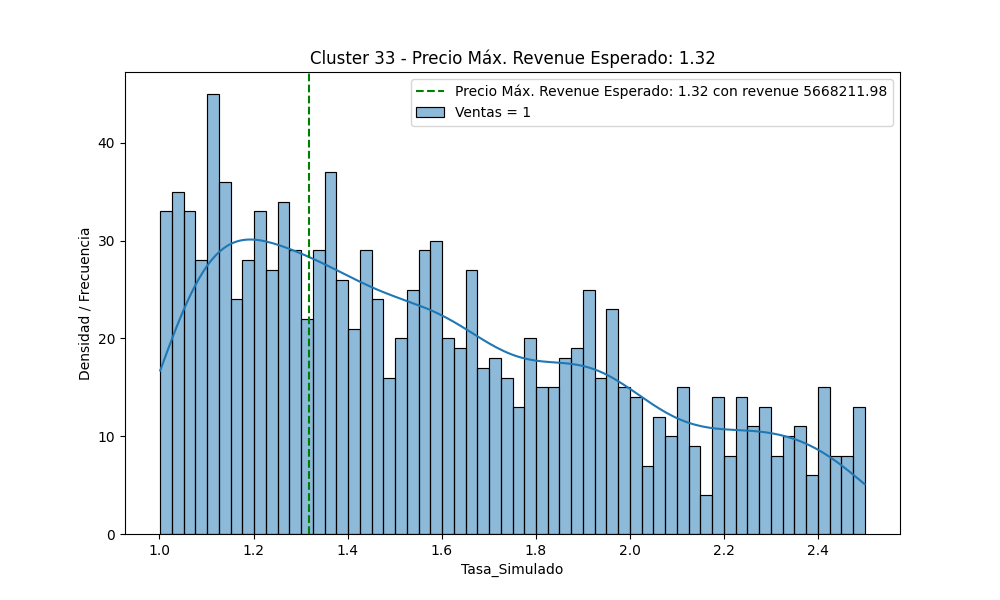 Cluster 33 - Precio Máx. Revenue Esperado: 1.32
Precio Máx. Revenue Esperado: 1.32 con revenue 5668211.98
Ventas = 1
Densidad / Frecuencia
40
30
20
10
0
1.0 1.2 1.4 1.6 1.8 2.0 2.2 2.4
Tasa_Simulado